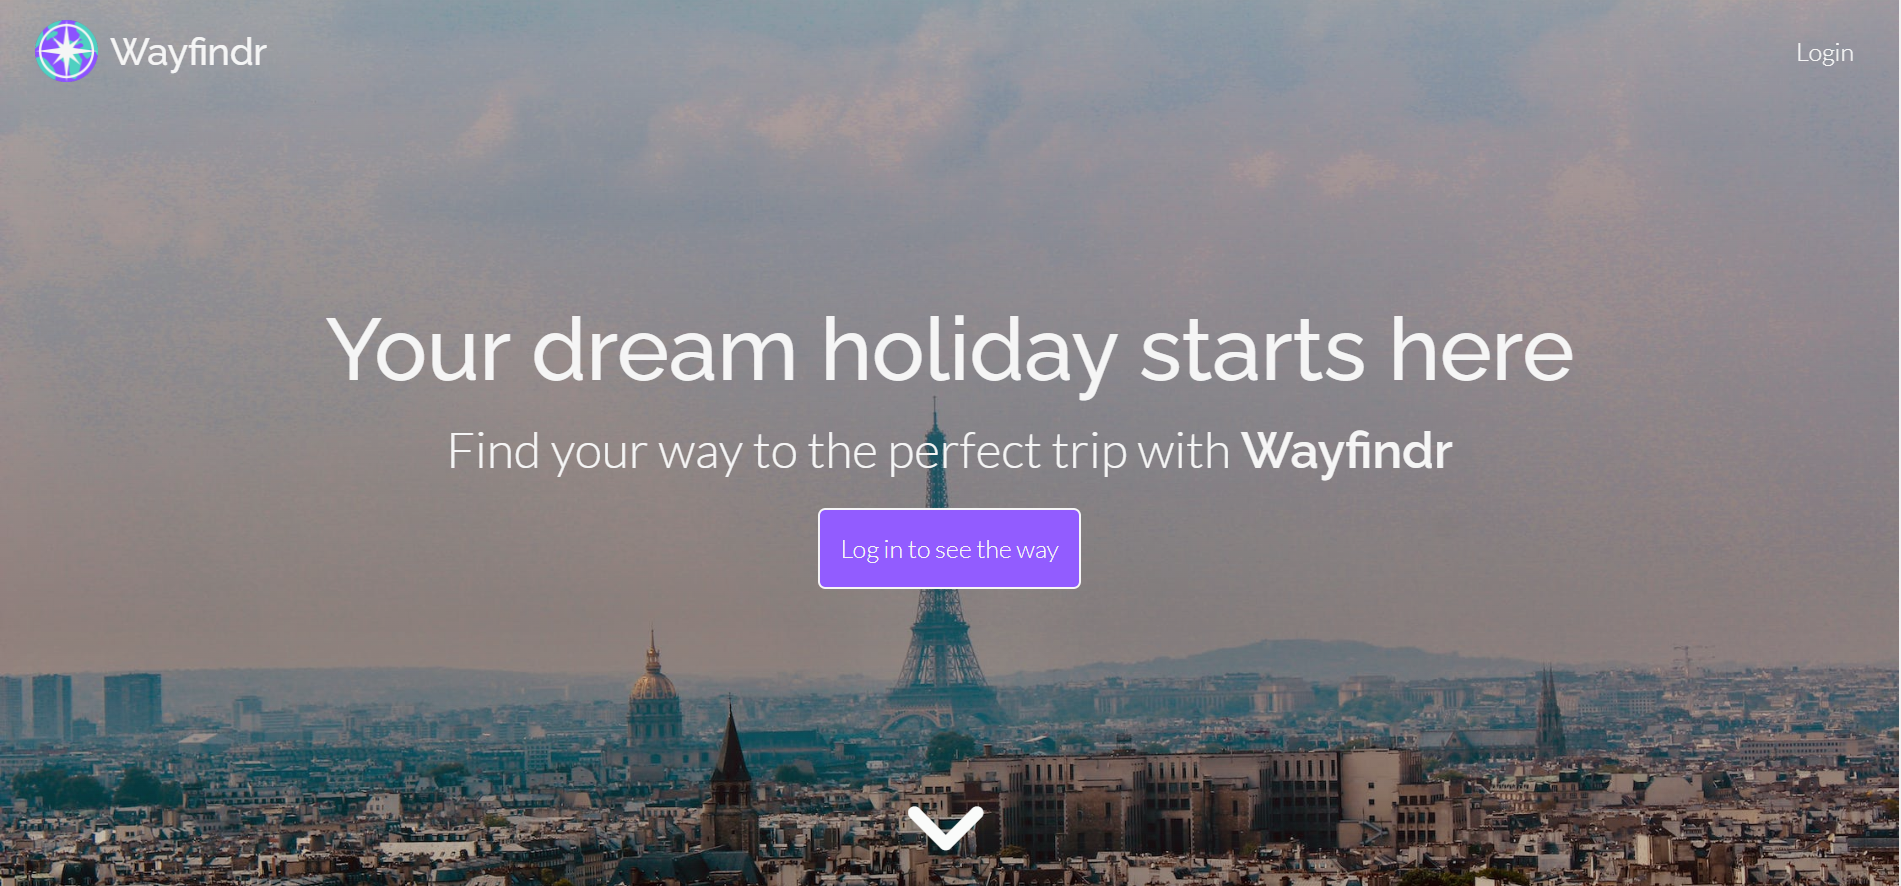 Wayfindr
Login
Your dream holiday starts here
Find your way to the perfect trip with Wayfindr
Log in to see the way